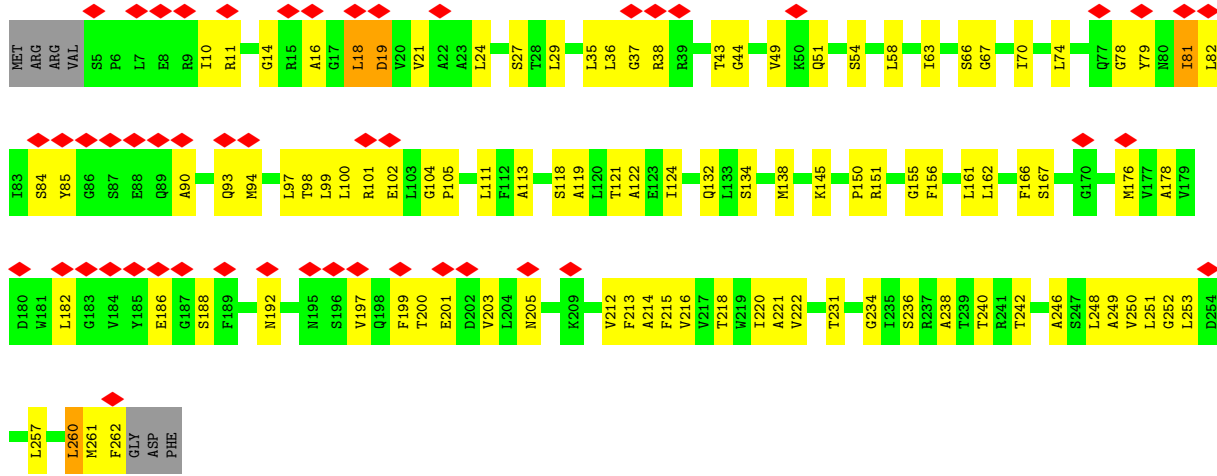 MET ARG ARG VAL S5 P6 L7 E8 R9 I10 R11 G14 R15 A16 G17 L18 D19 V20 V21 A22 A23 L24 S27 T28 L29 L35 L36 G37 R38 R39 T43 G44 V49 K50 Q51 S54 L58 I63 S66 G67 I70 L74 Q77 G78 Y79 N80 I81 L82
I83 S84 Y85 G86 S87 E88 Q89 A90 Q93 M94 L97 T98 L99 L100 R101 E102 L103 G104 P105 L111 F112 A113 S118 A119 L120 T121 A122 E123 I124 Q132 L133 S134 M138 K145 P150 R151 G155 F156 L161 L162 F166 S167 G170 M176 V177 A178 V179
D180 W181 L182 G183 V184 Y185 E186 G187 S188 F189 N192 N195 S196 V197 Q198 F199 T200 E201 D202 V203 L204 N205 K209 V212 F213 A214 F215 V216 V217 T218 W219 I220 A221 V222 T231 G234 I235 S236 R237 A238 T239 T240 R241 T242 A246 S247 L248 A249 V250 L251 G252 L253 D254
L257 L260 M261 F262 GLY ASP PHE